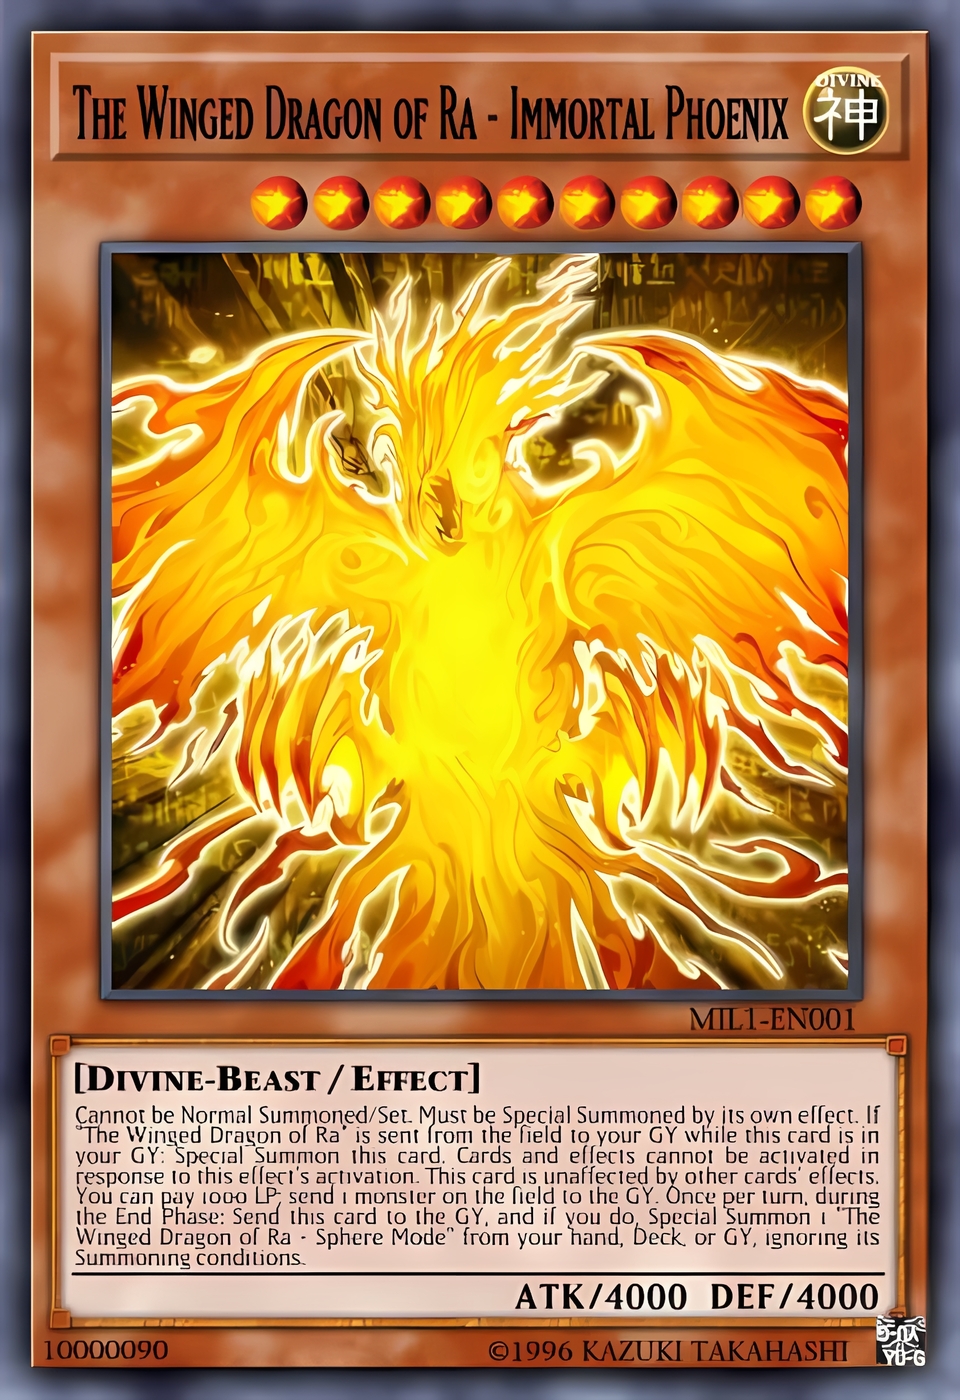 The Winged Dragon of Ra - Immortal Phoenix
DIVINE
神
MIL1-EN001
[Divine-Beast / Effect]
Cannot be Normal Summoned/Set. Must be Special Summoned by its own effect. If
"The Winged Dragon of Ra" is sent from the field to your GY while this card is in
your GY: Special Summon this card. Cards and effects cannot be activated in
response to this effect's activation. This card is unaffected by other cards' effects.
You can pay 1000 LP; send 1 monster on the field to the GY. Once per turn, during
the End Phase: Send this card to the GY, and if you do, Special Summon 1 "The
Winged Dragon of Ra - Sphere Mode" from your hand, Deck, or GY, ignoring its
Summoning conditions.
ATK/4000 DEF/4000
10000090
©1996 KAZUKI TAKAHASHI